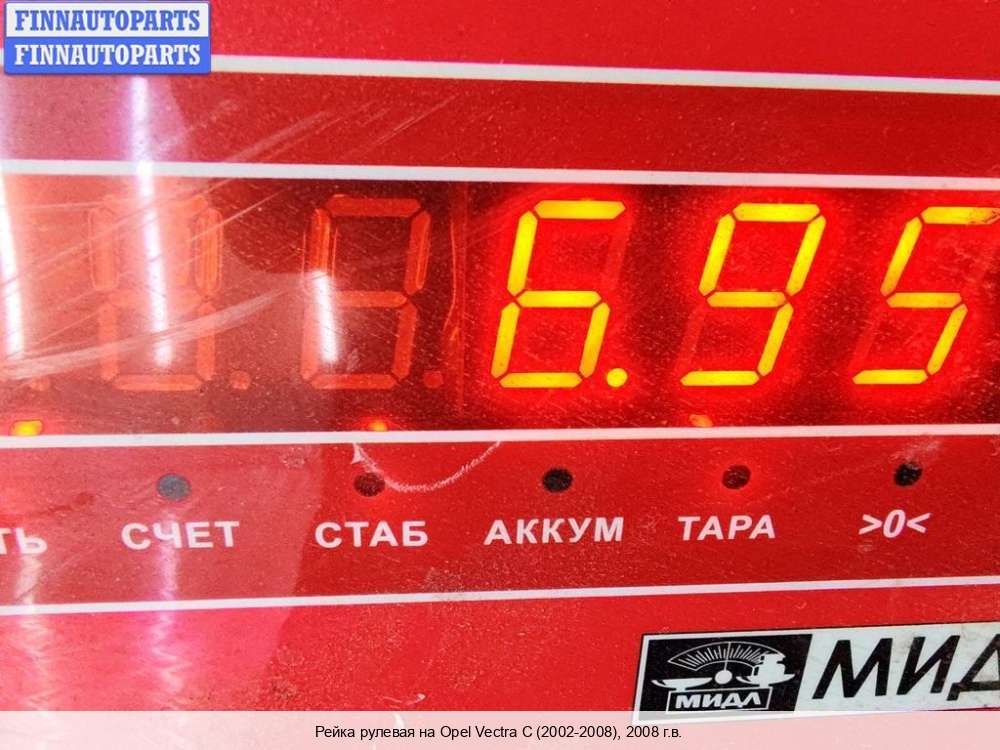 FINNAUTOPARTS
FINNAUTOPARTS
6.95
СЧЕТ СТАБ АККУМ ТАРА >0<
МИДЛ
Рейка рулевая на Opel Vectra C (2002-2008), 2008 г.в.